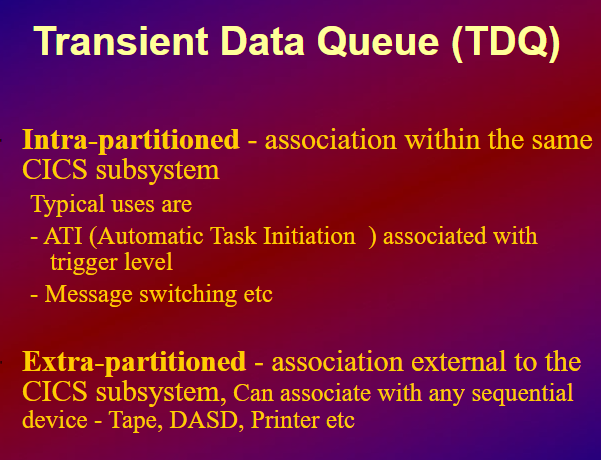 Transient Data Queue (TDQ)
Intra-partitioned - association within the same
CICS subsystem
Typical uses are
- ATI (Automatic Task Initiation  ) associated with
trigger level
- Message switching etc
Extra-partitioned - association external to the
CICS subsystem, Can associate with any sequential
device - Tape, DASD, Printer etc